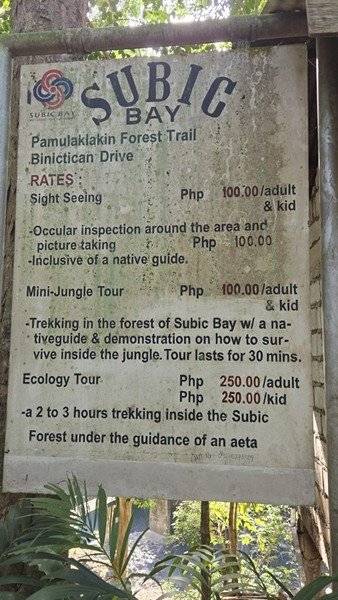 SUBIC BAY
SUBIC
BAY
Pamulaklakin Forest Trail
Binictican Drive
RATES :
Sight Seeing Php 100.00/adult
& kid
-Occular inspection around the area and
picture taking Php 100.00
-Inclusive of a native guide.
Mini-Jungle Tour Php 100.00/adult
& kid
-Trekking in the forest of Subic Bay w/ a na-
tiveguide & demonstration on how to sur-
vive inside the jungle. Tour lasts for 30 mins.
Ecology Tour Php 250.00/adult
Php 250.00/kid
-a 2 to 3 hours trekking inside the Subic
Forest under the guidance of an aeta